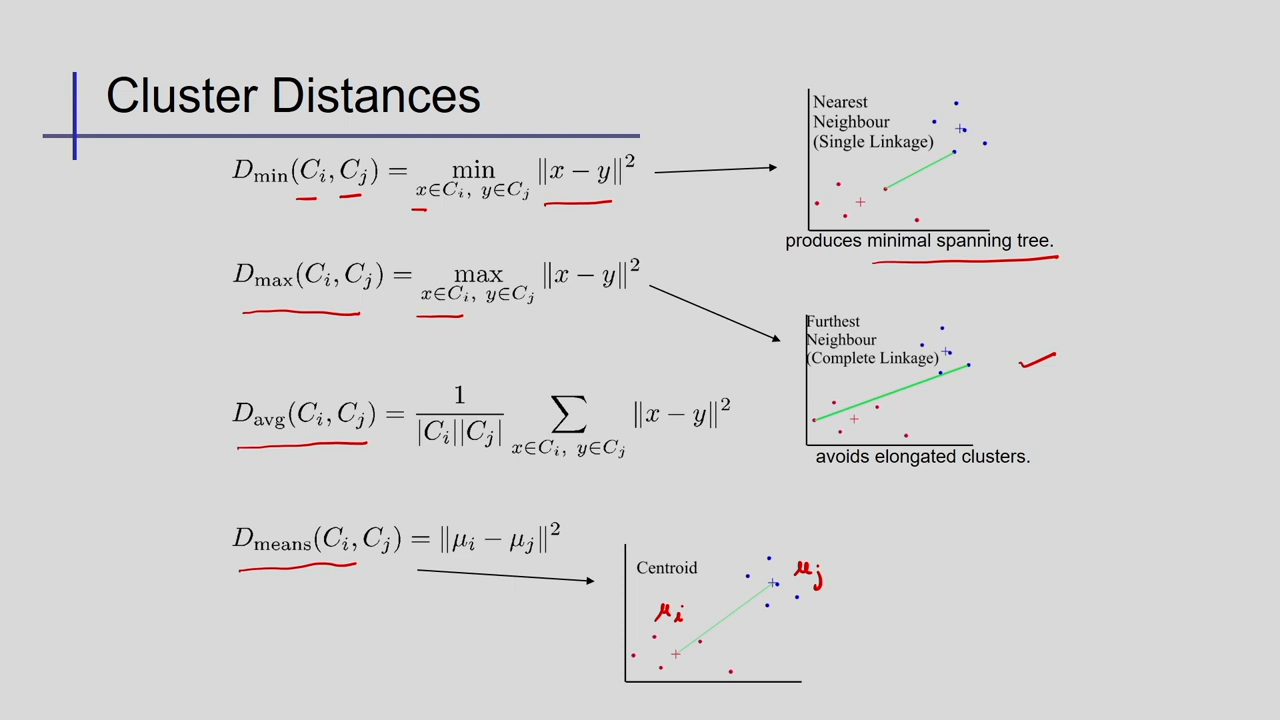 Cluster Distances
D_min(C_i, C_j) = min_{x∈C_i, y∈C_j} ‖x − y‖²
Nearest
Neighbour
(Single Linkage)
produces minimal spanning tree.
D_max(C_i, C_j) = max_{x∈C_i, y∈C_j} ‖x − y‖²
Furthest
Neighbour
(Complete Linkage)
avoids elongated clusters.
D_avg(C_i, C_j) = 1/(|C_i||C_j|) ∑_{x∈C_i, y∈C_j} ‖x − y‖²
D_means(C_i, C_j) = ‖μ_i − μ_j‖²
Centroid
μ_j
μ_i